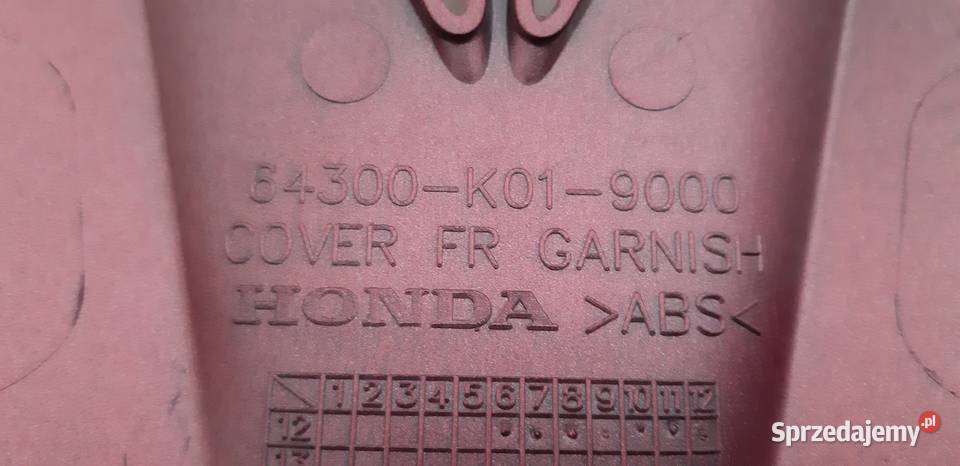 64300-K01-9000
COVER FR GARNISH
HONDA >ABS<
1 2 3 4 5 6 7 8 9 10 11 12
12
Sprzedajemy.pl